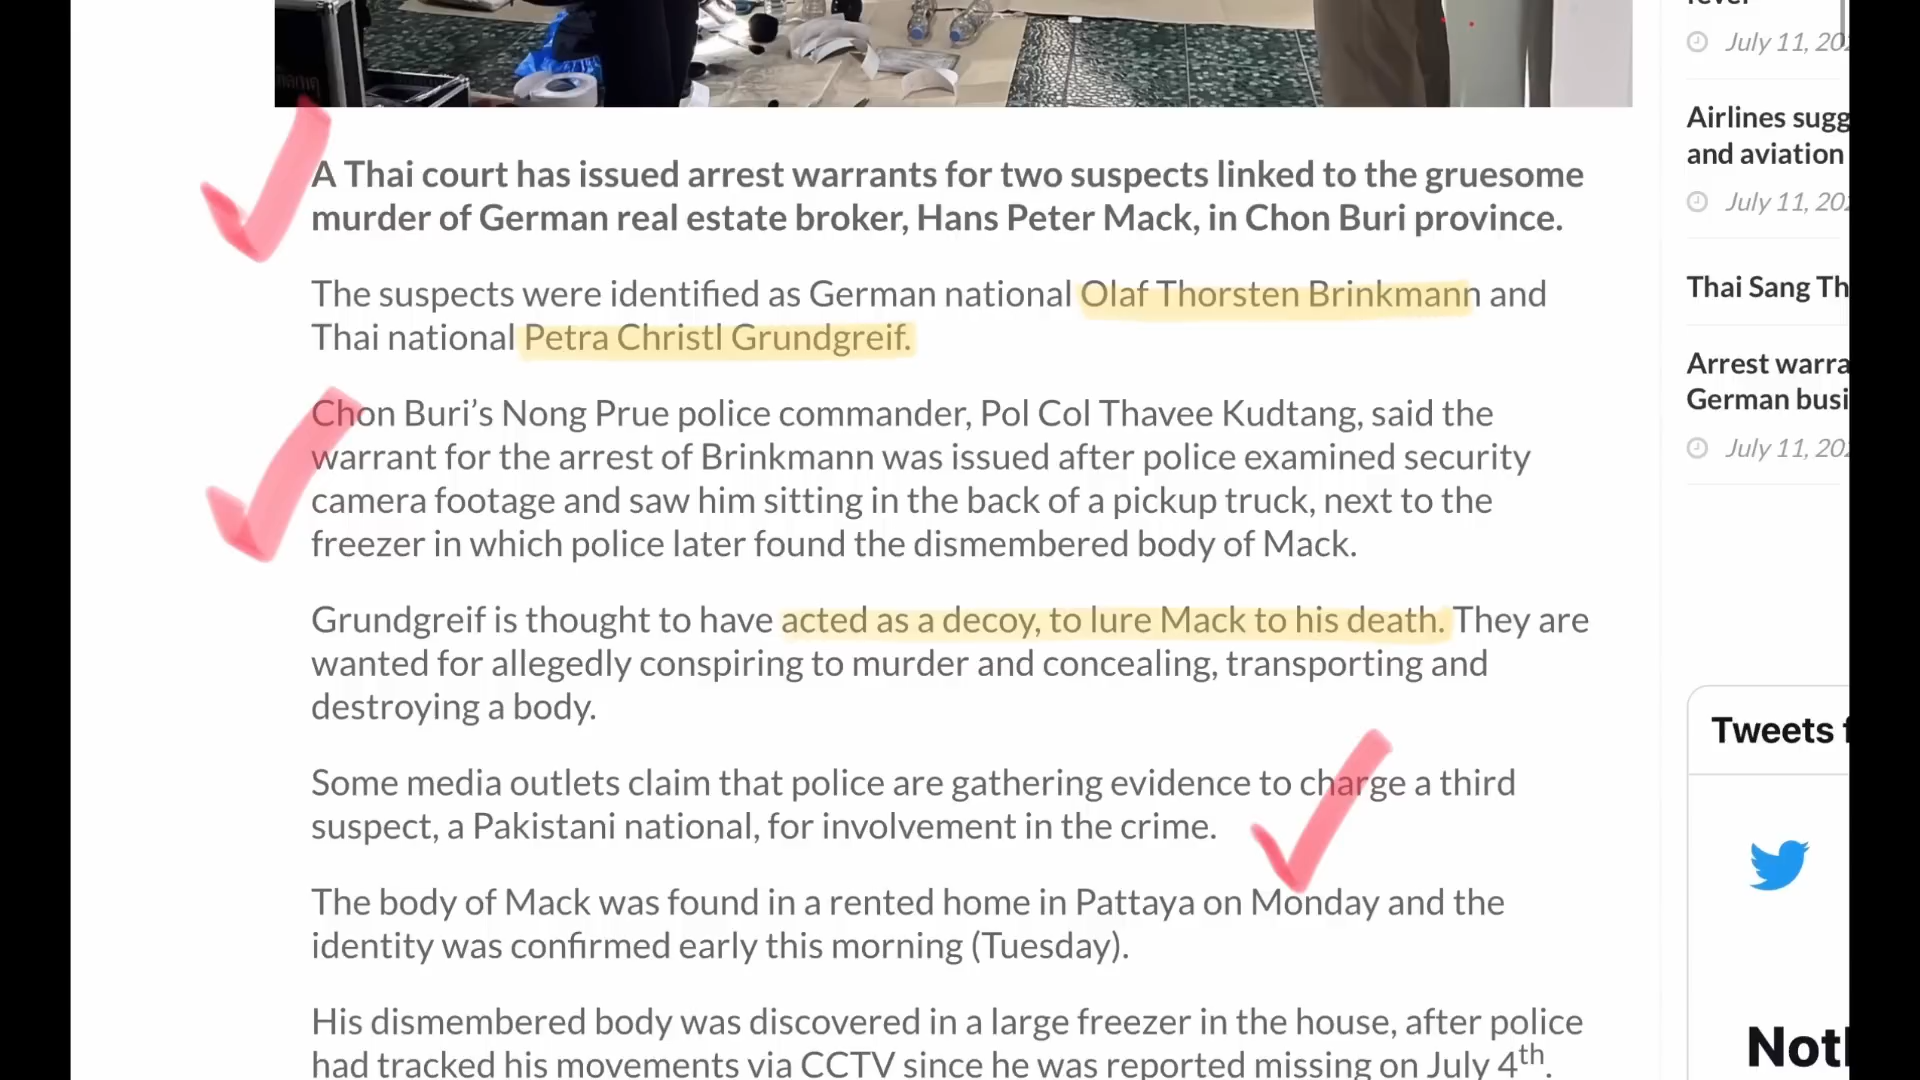 A Thai court has issued arrest warrants for two suspects linked to the gruesome
murder of German real estate broker, Hans Peter Mack, in Chon Buri province.
The suspects were identified as German national Olaf Thorsten Brinkmann and
Thai national Petra Christl Grundgreif.
Chon Buri’s Nong Prue police commander, Pol Col Thavee Kudtang, said the
warrant for the arrest of Brinkmann was issued after police examined security
camera footage and saw him sitting in the back of a pickup truck, next to the
freezer in which police later found the dismembered body of Mack.
Grundgreif is thought to have acted as a decoy, to lure Mack to his death. They are
wanted for allegedly conspiring to murder and concealing, transporting and
destroying a body.
Some media outlets claim that police are gathering evidence to charge a third
suspect, a Pakistani national, for involvement in the crime.
The body of Mack was found in a rented home in Pattaya on Monday and the
identity was confirmed early this morning (Tuesday).
His dismembered body was discovered in a large freezer in the house, after police
had tracked his movements via CCTV since he was reported missing on July 4th.
July 11, 20
Airlines sugg
and aviation
July 11, 20
Thai Sang Th
Arrest warra
German busi
July 11, 20
Tweets